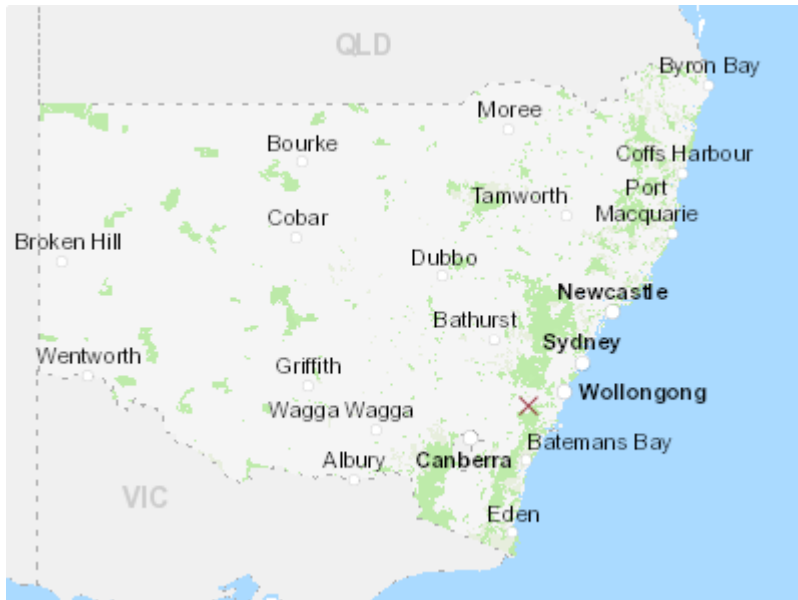 QLD
Byron Bay
Moree
Bourke
Coffs Harbour
Tamworth
Port
Macquarie
Cobar
Broken Hill
Dubbo
Newcastle
Bathurst
Sydney
Wentworth
Griffith
Wollongong
Wagga Wagga
Batemans Bay
Albury
Canberra
VIC
Eden